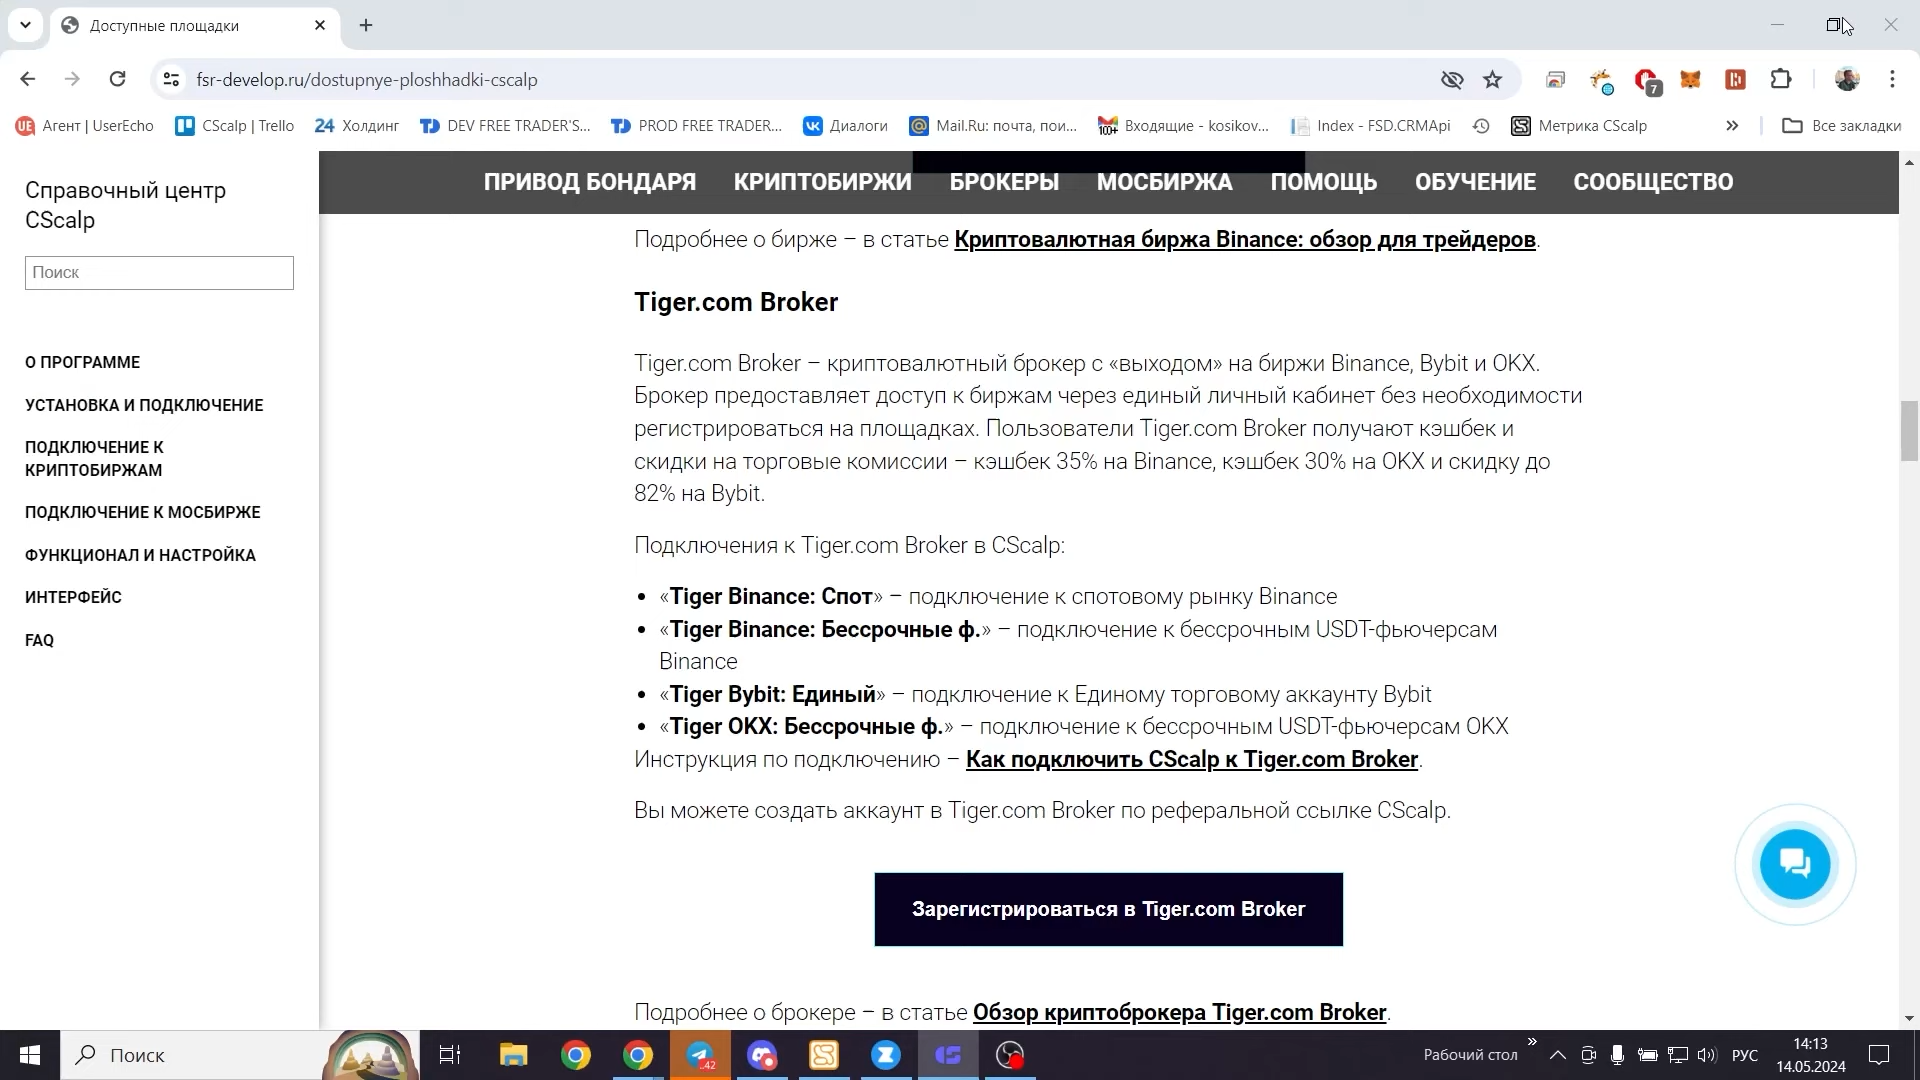 Доступные площадки
fsr-develop.ru/dostupnye-ploshhadki-cscalp
7
Агент | UserEcho
CScalp | Trello
24 Холдинг
DEV FREE TRADER'S...
PROD FREE TRADER...
Диалоги
Mail.Ru: почта, пои...
100+ Входящие - kosikov...
Index - FSD.CRMApi
Метрика CScalp
Все закладки
Справочный центр
CScalp
Поиск
О ПРОГРАММЕ
УСТАНОВКА И ПОДКЛЮЧЕНИЕ
ПОДКЛЮЧЕНИЕ К
КРИПТОБИРЖАМ
ПОДКЛЮЧЕНИЕ К МОСБИРЖЕ
ФУНКЦИОНАЛ И НАСТРОЙКА
ИНТЕРФЕЙС
FAQ
ПРИВОД БОНДАРЯ
КРИПТОБИРЖИ
БРОКЕРЫ
МОСБИРЖА
ПОМОЩЬ
ОБУЧЕНИЕ
СООБЩЕСТВО
Подробнее о бирже – в статье Криптовалютная биржа Binance: обзор для трейдеров.
Tiger.com Broker
Tiger.com Broker – криптовалютный брокер с «выходом» на биржи Binance, Bybit и OKX.
Брокер предоставляет доступ к биржам через единый личный кабинет без необходимости
регистрироваться на площадках. Пользователи Tiger.com Broker получают кэшбек и
скидки на торговые комиссии – кэшбек 35% на Binance, кэшбек 30% на OKX и скидку до
82% на Bybit.
Подключения к Tiger.com Broker в CScalp:
• «Tiger Binance: Спот» – подключение к спотовому рынку Binance
• «Tiger Binance: Бессрочные ф.» – подключение к бессрочным USDT-фьючерсам
Binance
• «Tiger Bybit: Единый» – подключение к Единому торговому аккаунту Bybit
• «Tiger OKX: Бессрочные ф.» – подключение к бессрочным USDT-фьючерсам OKX
Инструкция по подключению – Как подключить CScalp к Tiger.com Broker.
Вы можете создать аккаунт в Tiger.com Broker по реферальной ссылке CScalp.
Зарегистрироваться в Tiger.com Broker
Подробнее о брокере – в статье Обзор криптоброкера Tiger.com Broker.
Поиск
42
Рабочий стол
РУС
14:13
14.05.2024